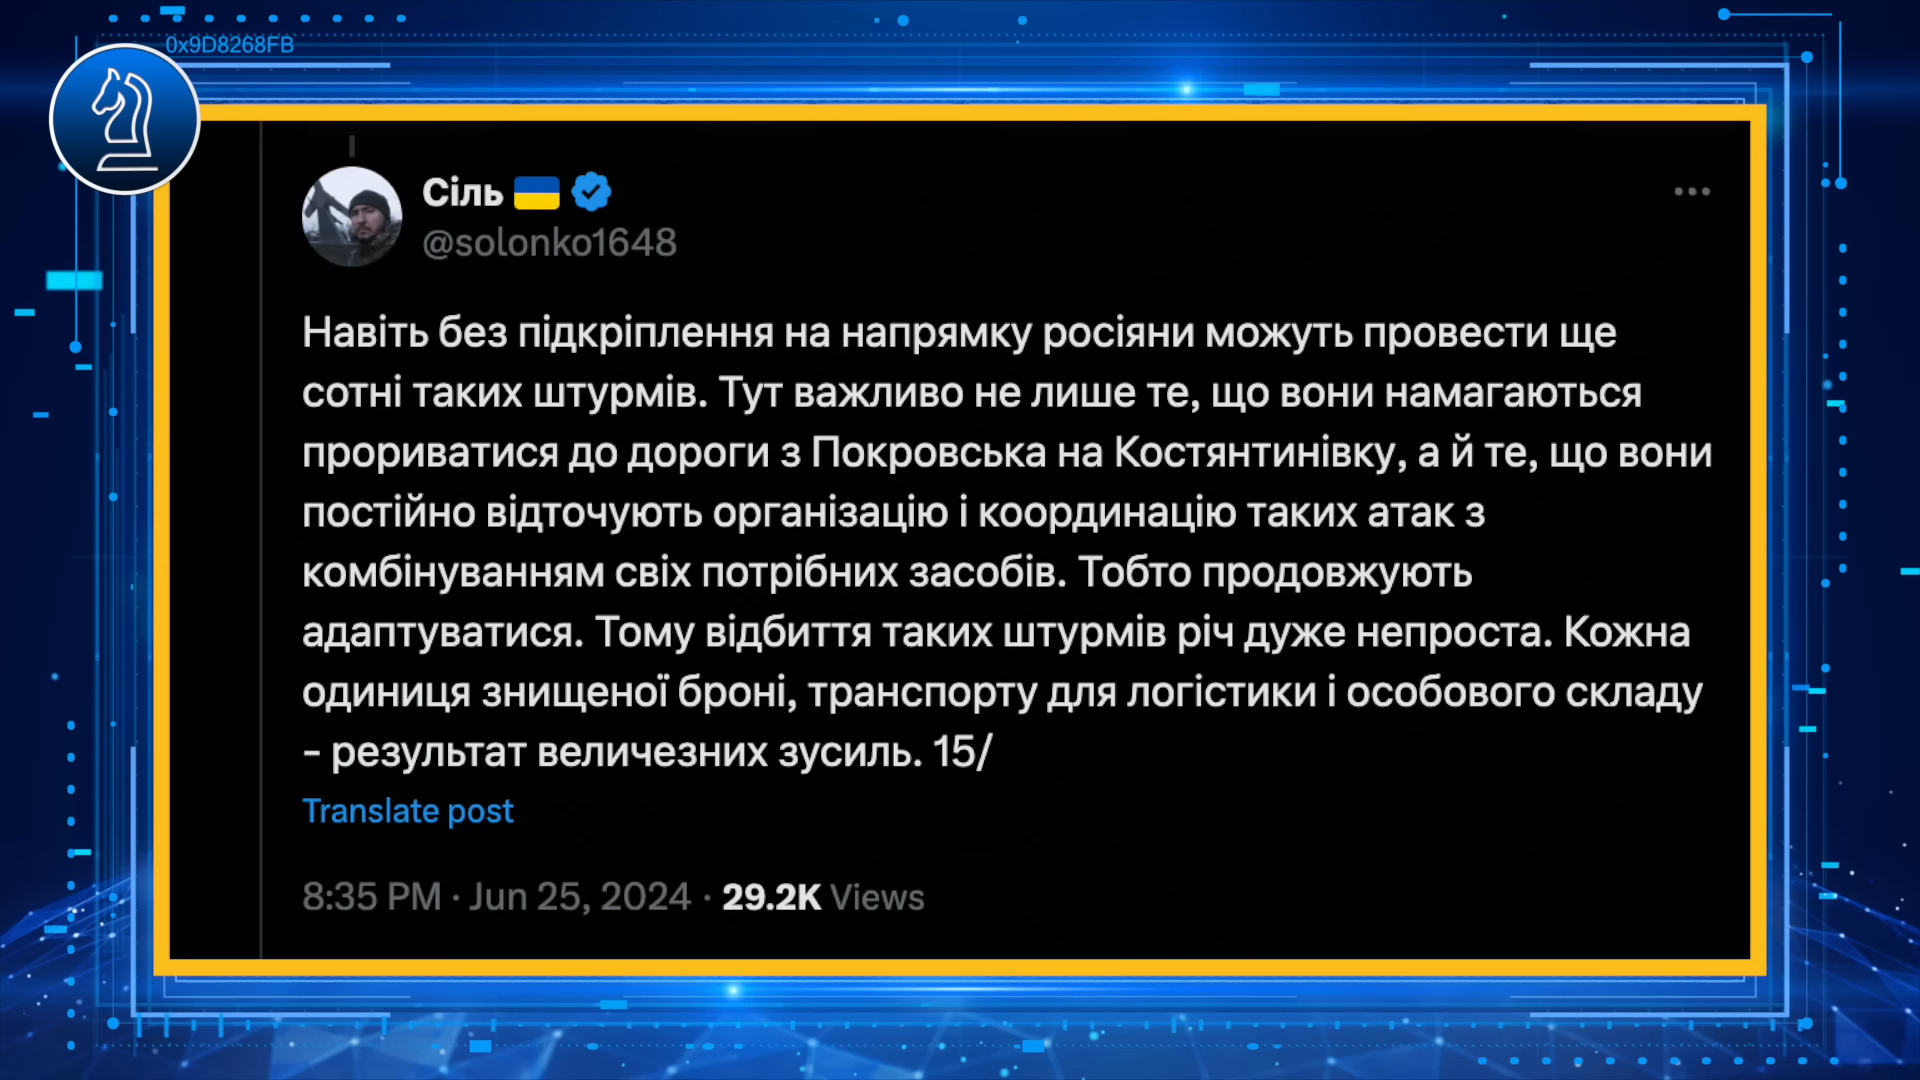 0x9D8268FB
Сіль
@solonko1648
Навіть без підкріплення на напрямку росіяни можуть провести ще
сотні таких штурмів. Тут важливо не лише те, що вони намагаються
прориватися до дороги з Покровська на Костянтинівку, а й те, що вони
постійно відточують організацію і координацію таких атак з
комбінуванням свіх потрібних засобів. Тобто продовжують
адаптуватися. Тому відбиття таких штурмів річ дуже непроста. Кожна
одиниця знищеної броні, транспорту для логістики і особового складу
- результат величезних зусиль. 15/
Translate post
8:35 PM · Jun 25, 2024 · 29.2K Views